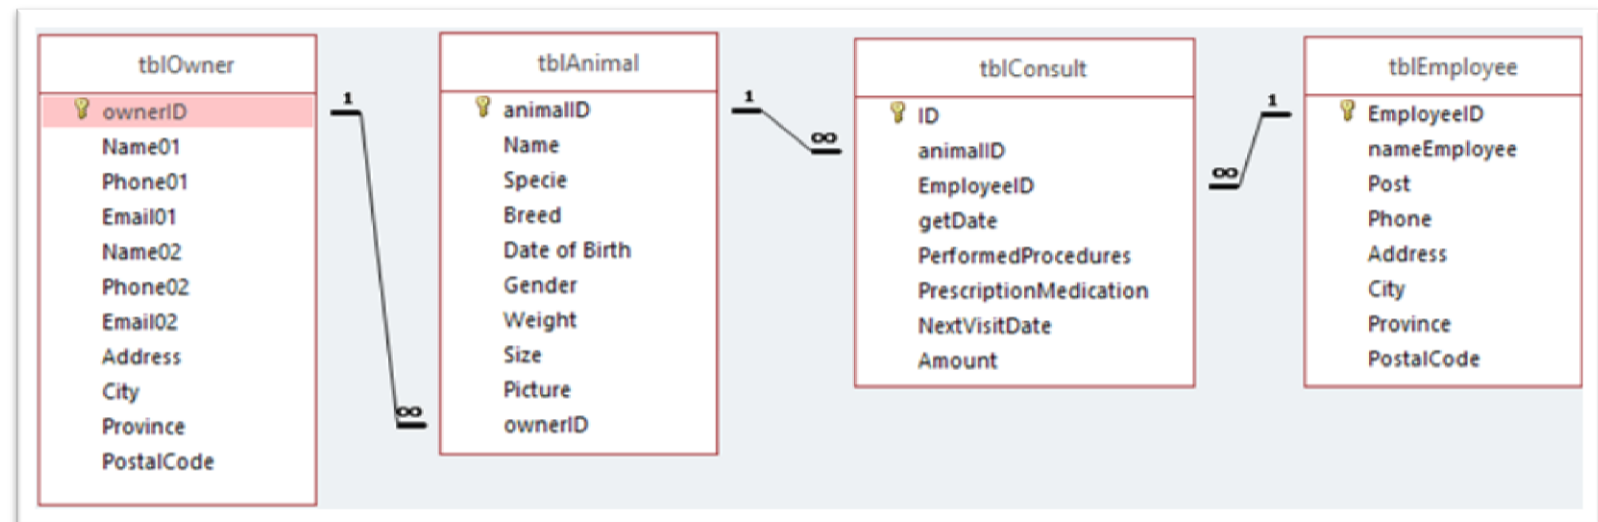 tblOwner
ownerID
Name01
Phone01
Email01
Name02
Phone02
Email02
Address
City
Province
PostalCode
1
∞
tblAnimal
animalID
Name
Specie
Breed
Date of Birth
Gender
Weight
Size
Picture
ownerID
1
∞
tblConsult
ID
animalID
EmployeeID
getDate
PerformedProcedures
PrescriptionMedication
NextVisitDate
Amount
1
∞
tblEmployee
EmployeeID
nameEmployee
Post
Phone
Address
City
Province
PostalCode